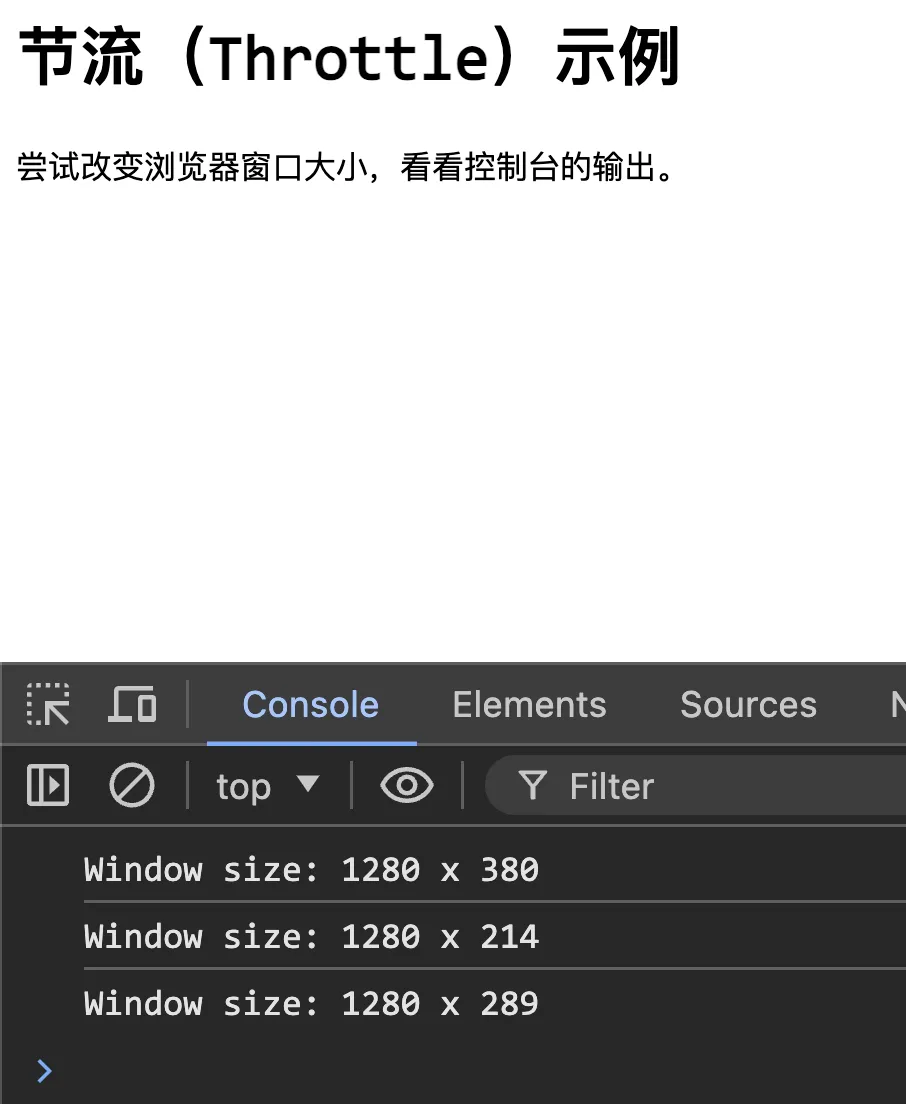 节流（Throttle）示例
尝试改变浏览器窗口大小，看看控制台的输出。
Console Elements Sources N
top Filter
Window size: 1280 x 380
Window size: 1280 x 214
Window size: 1280 x 289